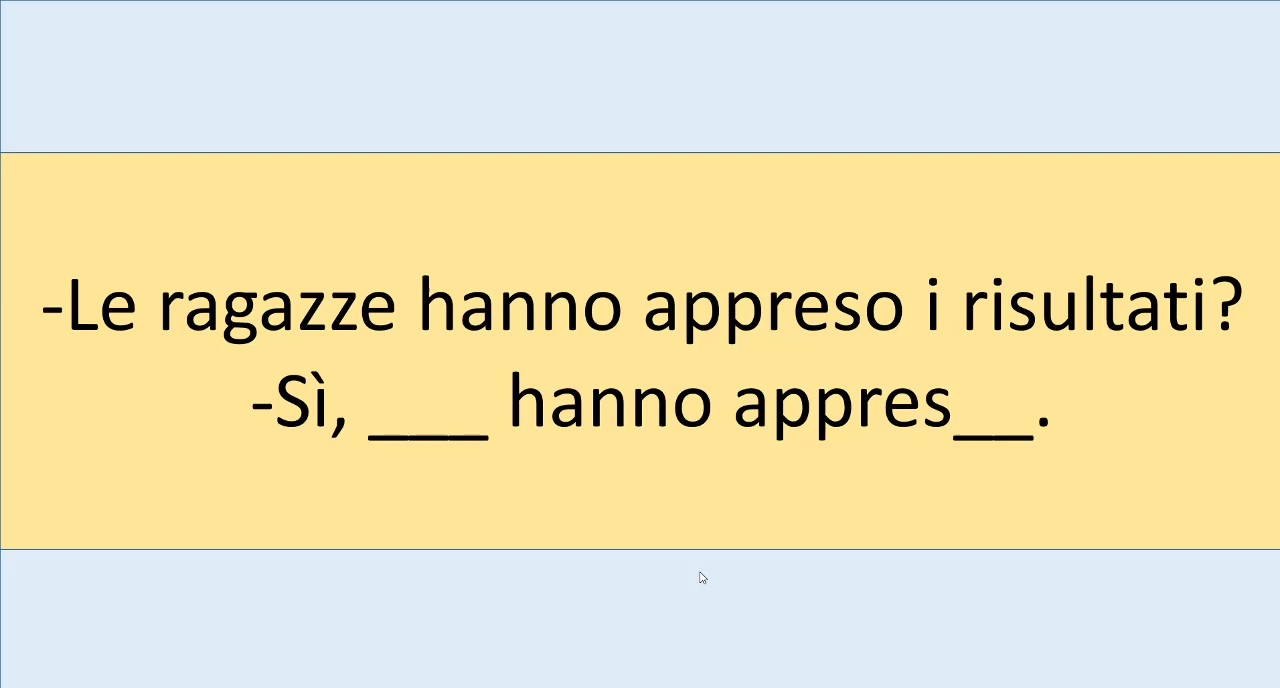 -Le ragazze hanno appreso i risultati?
-Sì, ___ hanno appres__.